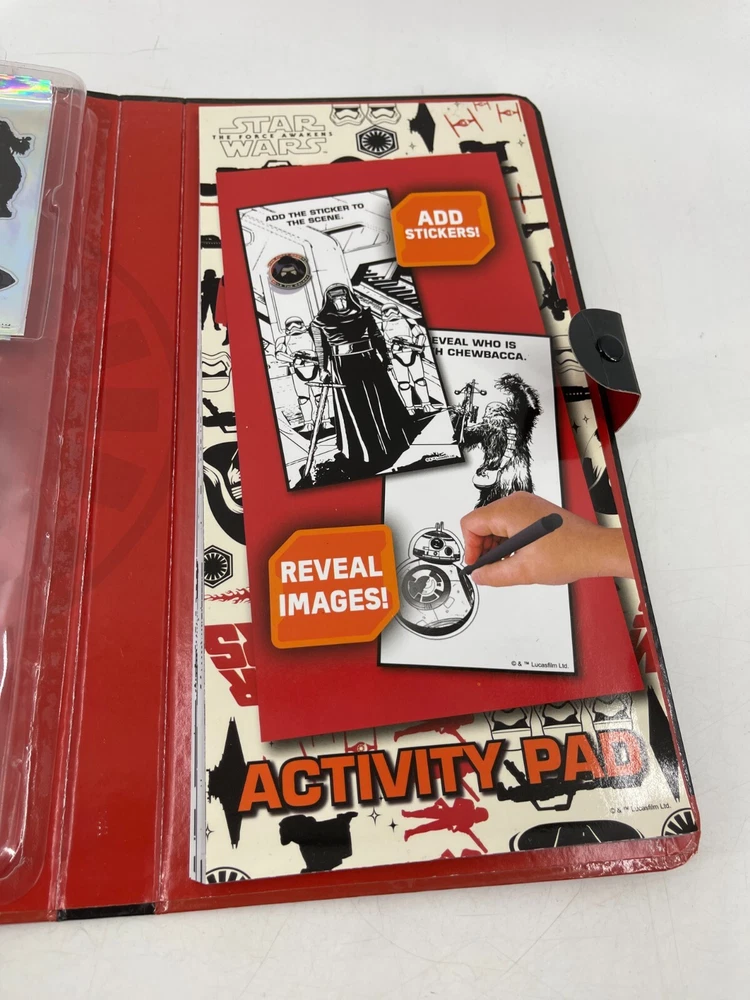 STAR
THE FORCE AWAKENS
WARS
ADD THE STICKER TO
THE SCENE.
ADD
STICKERS!
EVEAL WHO IS
H CHEWBACCA.
REVEAL
IMAGES!
© & ™ Lucasfilm Ltd.
ACTIVITY PAD
© & ™ Lucasfilm Ltd.